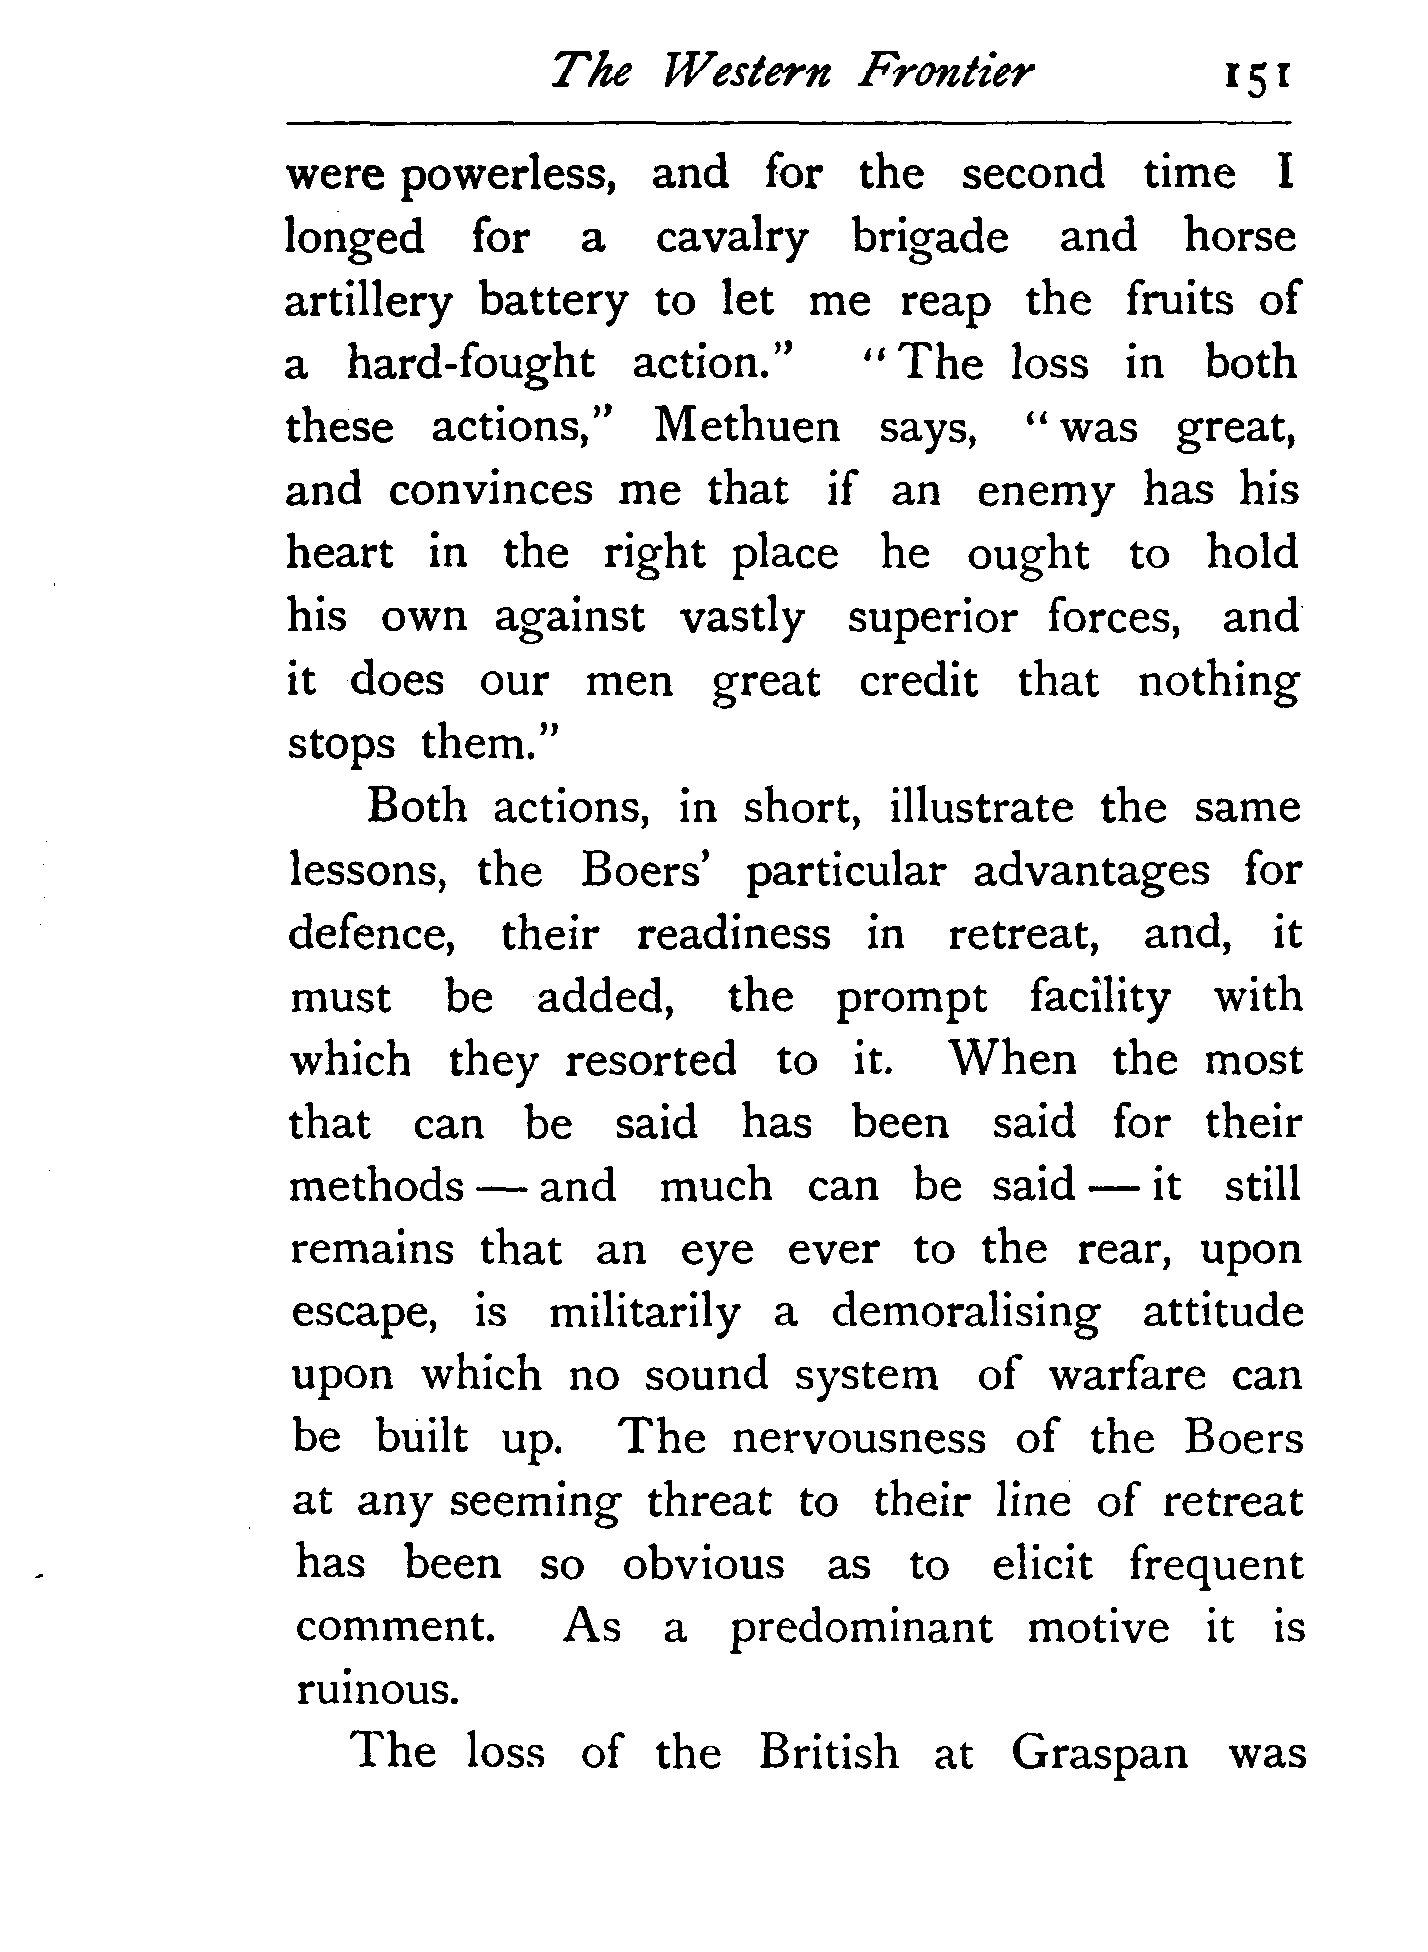 The Western Frontier 151
were powerless, and for the second time I
longed for a cavalry brigade and horse
artillery battery to let me reap the fruits of
a hard-fought action.” “The loss in both
these actions,” Methuen says, “was great,
and convinces me that if an enemy has his
heart in the right place he ought to hold
his own against vastly superior forces, and
it does our men great credit that nothing
stops them.”
Both actions, in short, illustrate the same
lessons, the Boers’ particular advantages for
defence, their readiness in retreat, and, it
must be added, the prompt facility with
which they resorted to it. When the most
that can be said has been said for their
methods — and much can be said — it still
remains that an eye ever to the rear, upon
escape, is militarily a demoralising attitude
upon which no sound system of warfare can
be built up. The nervousness of the Boers
at any seeming threat to their line of retreat
has been so obvious as to elicit frequent
comment. As a predominant motive it is
ruinous.
The loss of the British at Graspan was